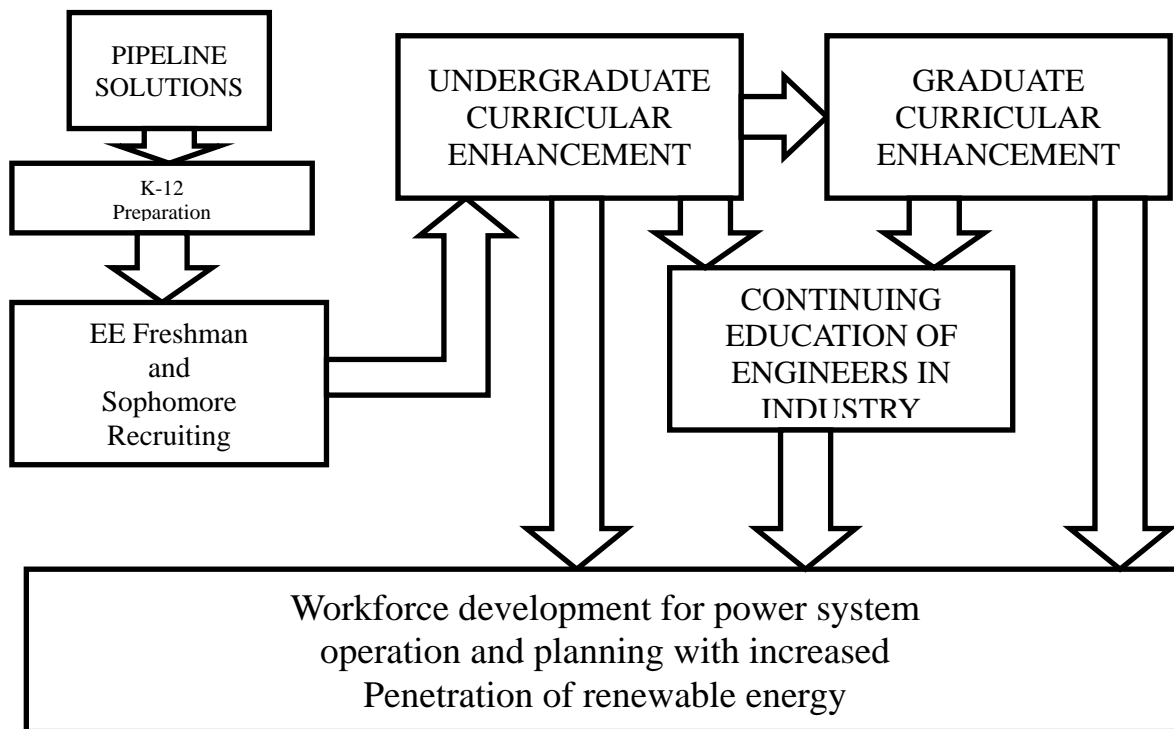 PIPELINE
SOLUTIONS
K-12
Preparation
EE Freshman
and
Sophomore
Recruiting
UNDERGRADUATE
CURRICULAR
ENHANCEMENT
GRADUATE
CURRICULAR
ENHANCEMENT
CONTINUING
EDUCATION OF
ENGINEERS IN
INDUSTRY
Workforce development for power system
operation and planning with increased
Penetration of renewable energy